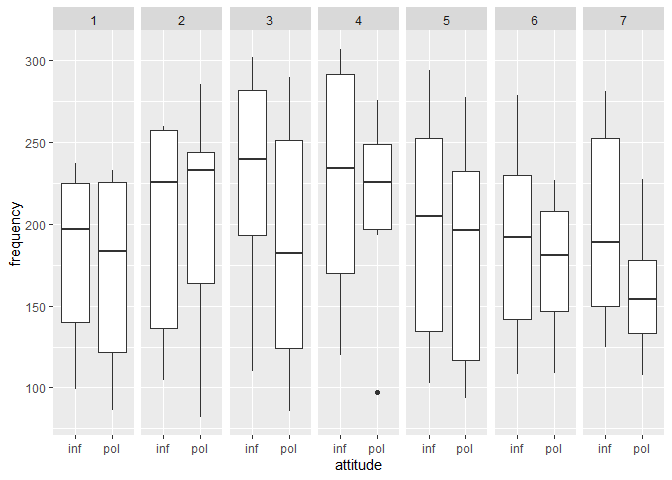 1 2 3 4 5 6 7
300
250
200
150
100
frequency
inf pol inf pol inf pol inf pol inf pol inf pol inf pol
attitude